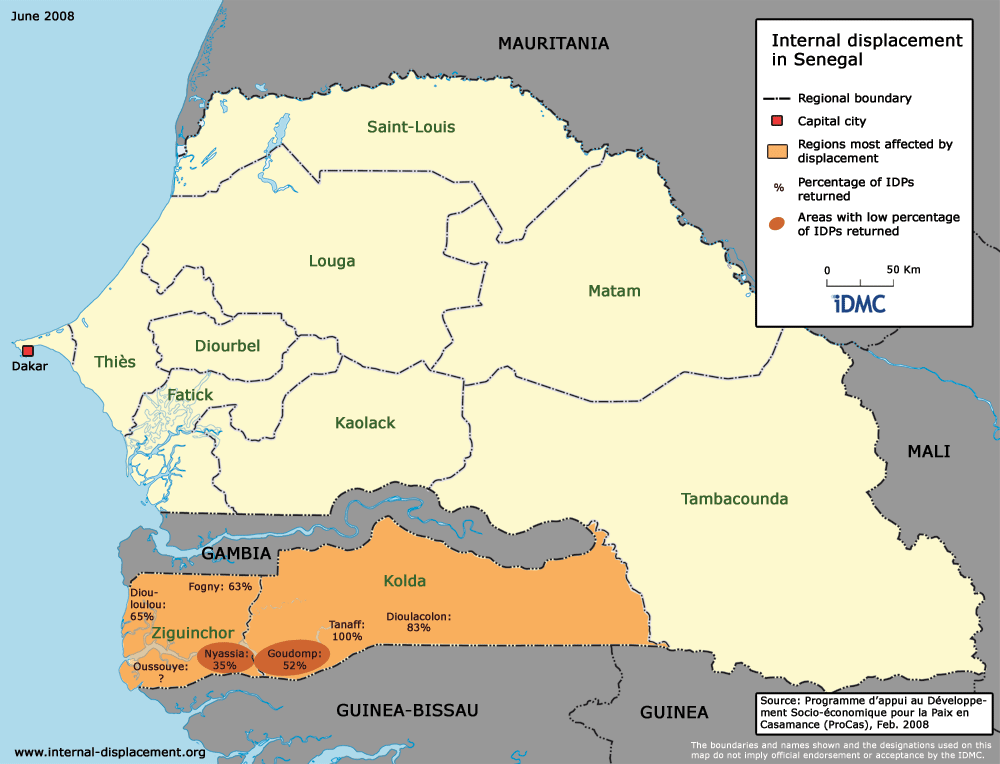 June 2008
MAURITANIA
Internal displacement
in Senegal
Regional boundary
Capital city
Regions most affected by
displacement
%
Percentage of IDPs
returned
Areas with low percentage
of IDPs returned
0 50 Km
iDMC
Saint-Louis
Louga
Matam
Diourbel
Thiès
Dakar
Fatick
Kaolack
MALI
Tambacounda
GAMBIA
Kolda
Fogny: 63%
Diou-
loulou:
65%
Dioulacolon:
83%
Tanaff:
100%
Ziguinchor
Nyassia:
35%
Goudomp:
52%
Oussouye:
?
GUINEA-BISSAU
GUINEA
Source: Programme d'appui au Développe-
ment Socio-économique pour la Paix en
Casamance (ProCas), Feb. 2008
www.internal-displacement.org
The boundaries and names shown and the designations used on this
map do not imply official endorsement or acceptance by the IDMC.